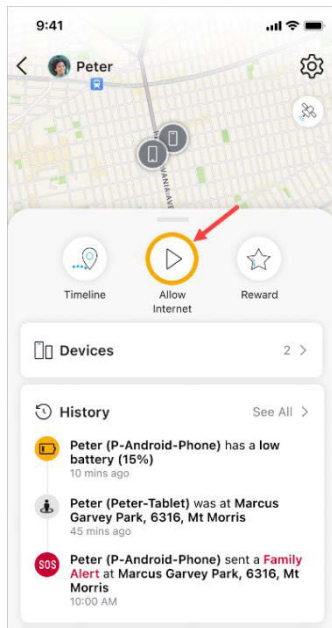 9:41
Peter
VANIA-AVE
Timeline
Allow
Internet
Reward
Devices
2
History
See All
Peter (P-Android-Phone) has a low
battery (15%)
10 mins ago
Peter (Peter-Tablet) was at Marcus
Garvey Park, 6316, Mt Morris
45 mins ago
SOS
Peter (P-Android-Phone) sent a Family
Alert at Marcus Garvey Park, 6316, Mt
Morris
10:00 AM